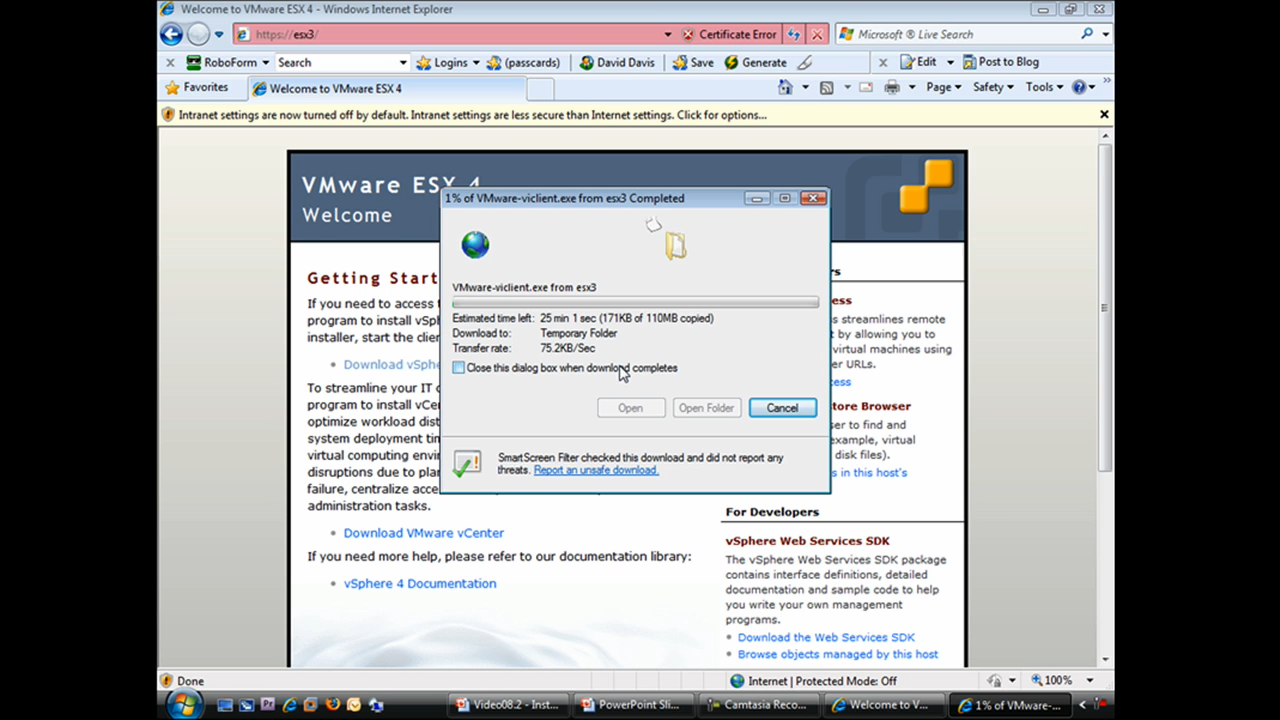 Welcome to VMware ESX 4 - Windows Internet Explorer
https://esx3/
Certificate Error
Microsoft ® Live Search
RoboForm
Search
Logins
(passcards)
David Davis
Save
Generate
Edit
Post to Blog
Favorites
Welcome to VMware ESX 4
Page
Safety
Tools
Intranet settings are now turned off by default. Intranet settings are less secure than Internet settings. Click for options...
VMware ESX 4
Welcome
1% of VMware-viclient.exe from esx3 Completed
VMware-viclient.exe from esx3
Estimated time left: 25 min 1 sec (171KB of 110MB copied)
Download to: Temporary Folder
Transfer rate: 75.2KB/Sec
Close this dialog box when download completes
Open
Open Folder
Cancel
SmartScreen Filter checked this download and did not report any
threats. Report an unsafe download.
Getting Start
If you need to access t
program to install vSph
installer, start the clie
Download vSphe
To streamline your IT o
program to install vCe
optimize workload dist
system deployment tim
virtual computing envir
disruptions due to plar
failure, centralize acce
administration tasks.
Download VMware vCenter
If you need more help, please refer to our documentation library:
vSphere 4 Documentation
rs
ess
s streamlines remote
t by allowing you to
virtual machines using
er URLs.
cess
tore Browser
er to find and
example, virtual
disk files).
s in this host's
For Developers
vSphere Web Services SDK
The vSphere Web Services SDK package
contains interface definitions, detailed
documentation and sample code to help
you write your own management
programs.
Download the Web Services SDK
Browse objects managed by this host
Done
Internet | Protected Mode: Off
100%
Video08.2 - Inst...
PowerPoint Sli...
Camtasia Reco...
Welcome to V...
1% of VMware-...